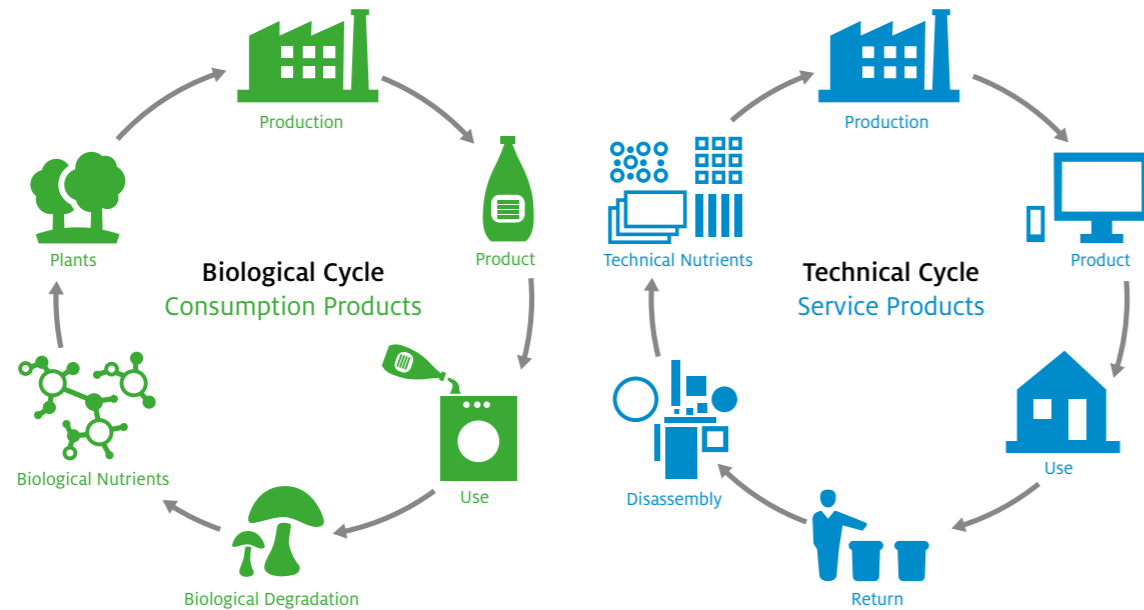 Production
Product
Use
Biological Degradation
Biological Nutrients
Plants
Biological Cycle
Consumption Products
Production
Product
Use
Return
Disassembly
Technical Nutrients
Technical Cycle
Service Products